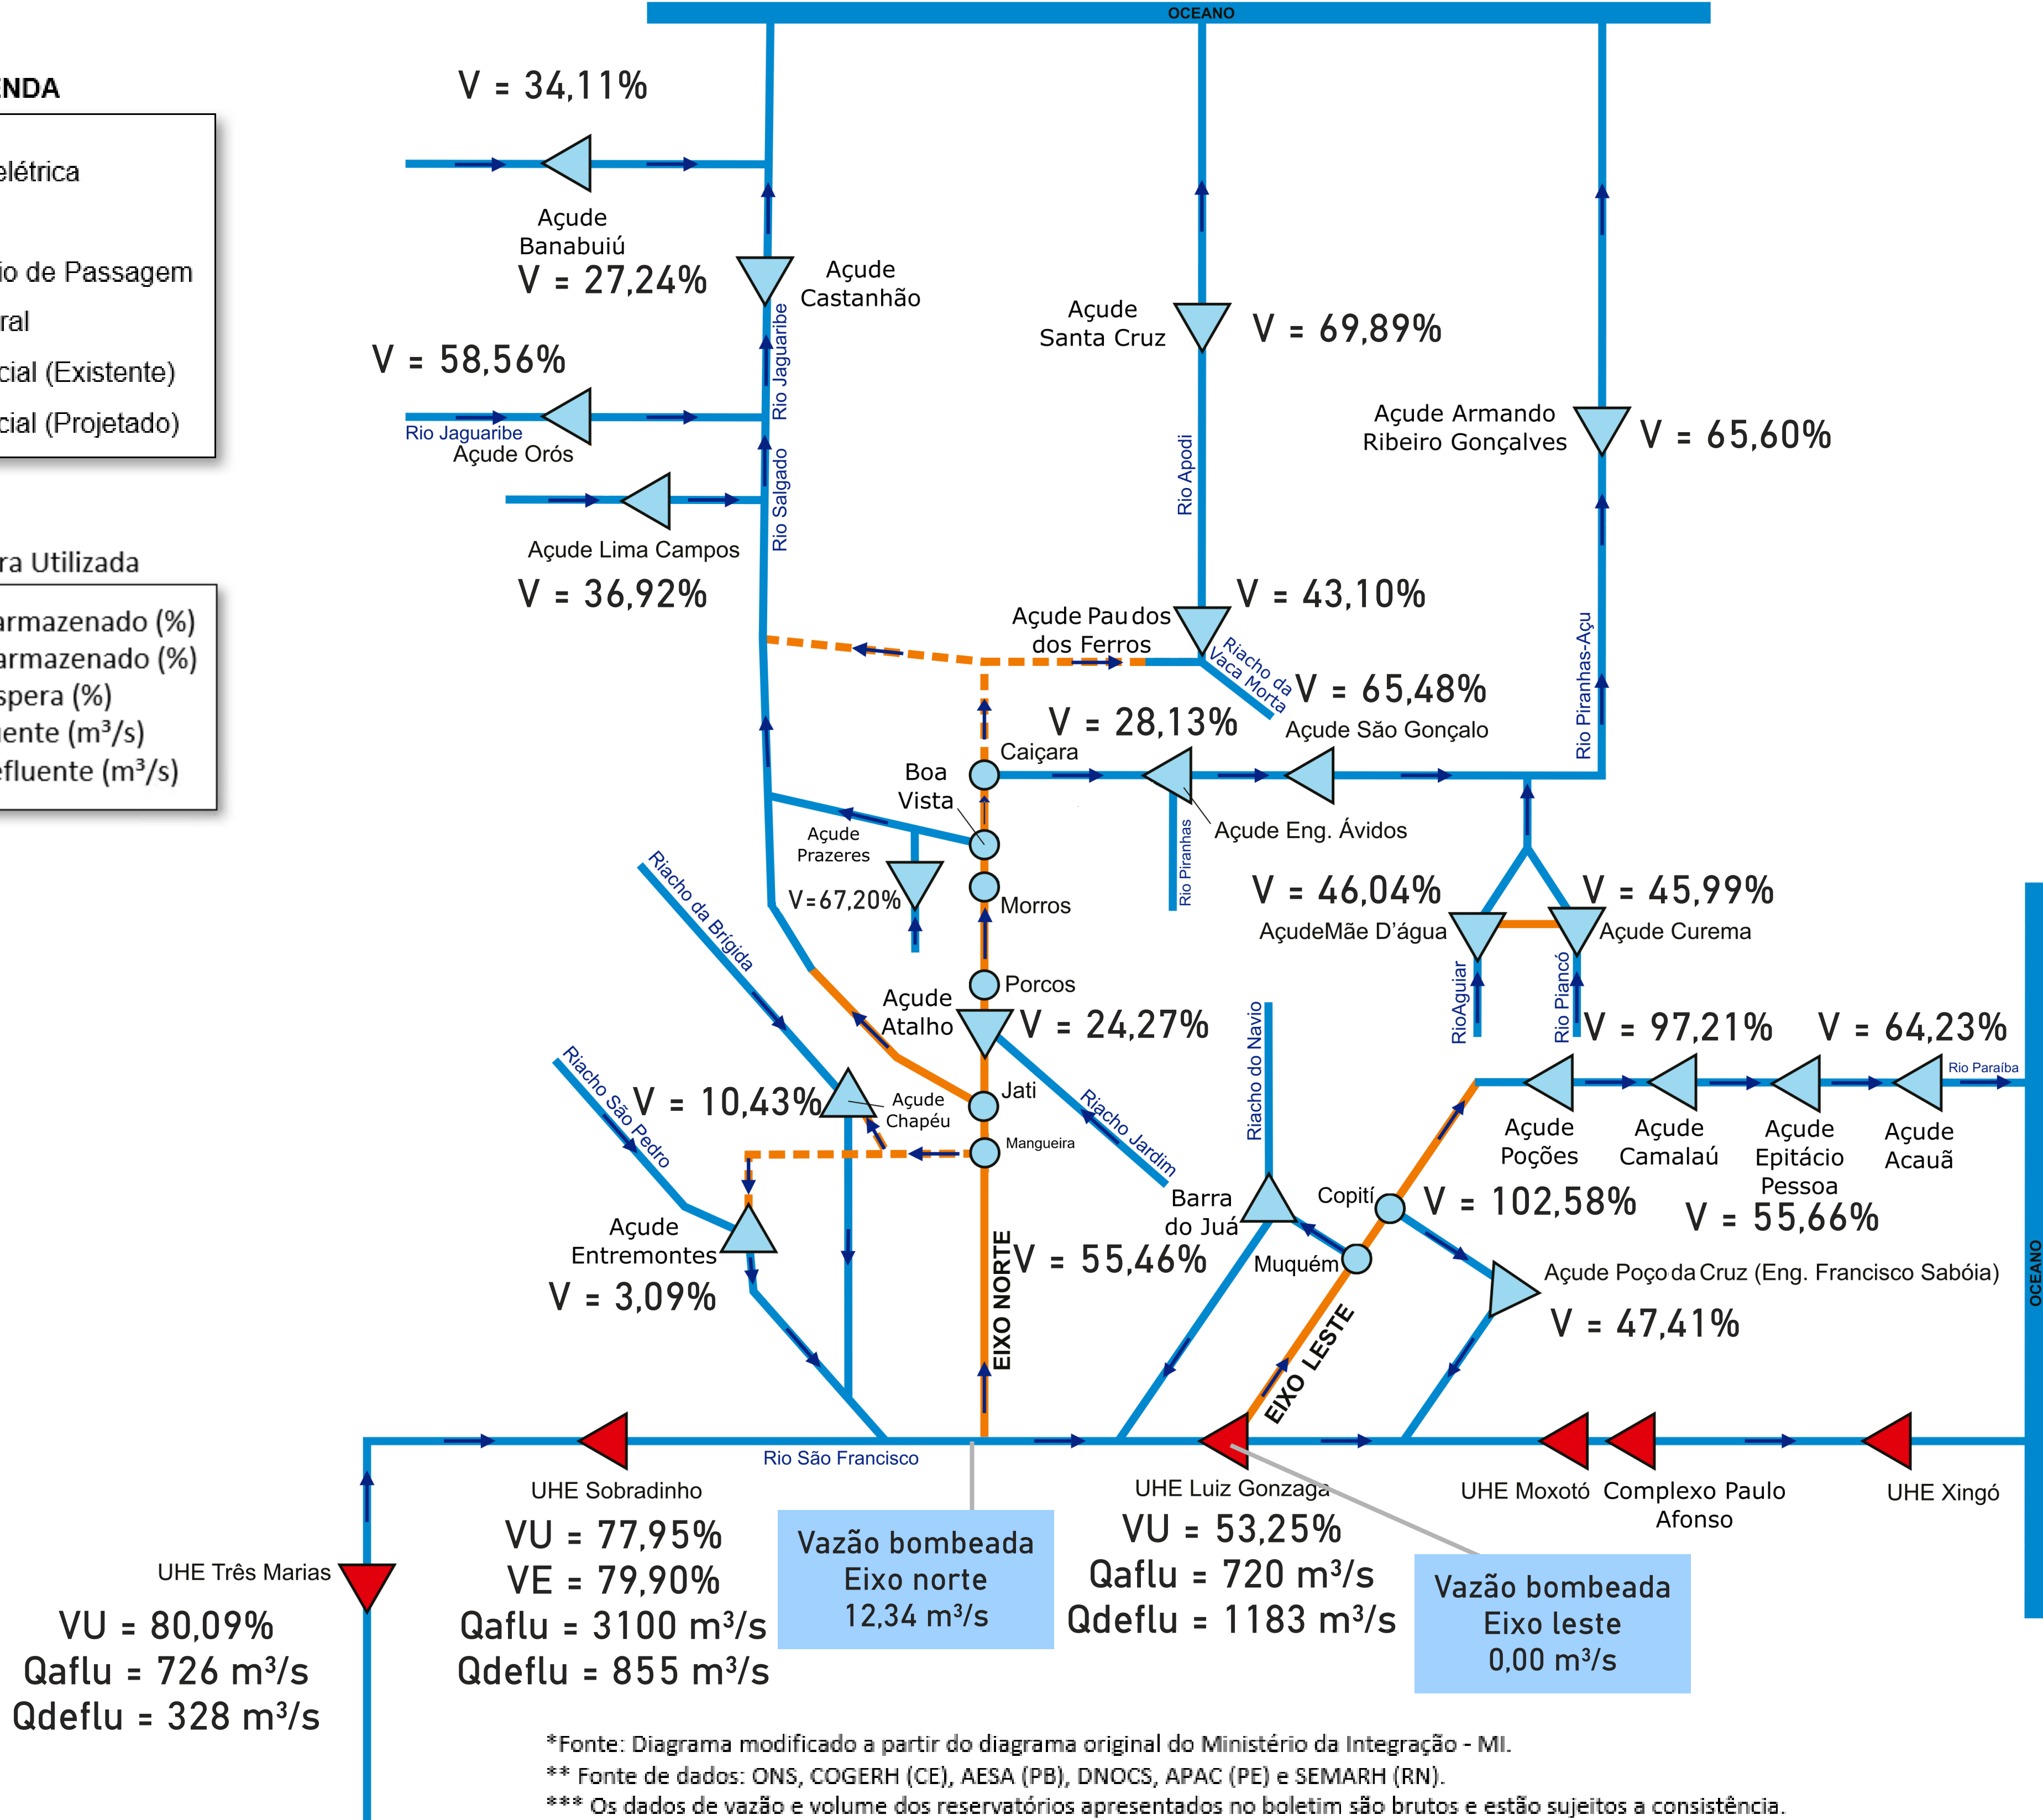 OCEANO
ENDA
elétrica
io de Passagem
ral
cial (Existente)
cial (Projetado)
ra Utilizada
armazenado (%)
armazenado (%)
spera (%)
uente (m³/s)
efluente (m³/s)
V = 34,11%
Açude
Banabuiú
V = 27,24%
Açude
Castanhão
Rio Jaguaribe
V = 58,56%
Rio Jaguaribe
Açude Orós
Rio Salgado
Açude Lima Campos
V = 36,92%
Açude
Santa Cruz
V = 69,89%
Rio Apodi
Açude Armando
Ribeiro Gonçalves
V = 65,60%
Rio Piranhas-Açu
Açude Pau dos
dos Ferros
V = 43,10%
Riacho da
Vaca Morta
V = 65,48%
Açude São Gonçalo
V = 28,13%
Caiçara
Boa
Vista
Açude Eng. Ávidos
Rio Piranhas
Açude
Prazeres
V=67,20%
Morros
Porcos
V = 46,04%
AçudeMãe D'água
V = 45,99%
Açude Curema
RioAguiar
Rio Piancó
Riacho da Brígida
Açude
Atalho
V = 24,27%
Riacho São Pedro
V = 10,43%
Açude
Chapéu
Jati
Mangueira
Riacho Jardim
Riacho do Navio
V = 97,21%
V = 64,23%
Rio Paraíba
Açude
Poções
Açude
Camalaú
Açude
Epitácio
Pessoa
Açude
Acauã
V = 102,58%
V = 55,66%
Copití
Barra
do Juá
Muquém
V = 55,46%
EIXO NORTE
EIXO LESTE
Açude
Entremontes
V = 3,09%
Açude Poço da Cruz (Eng. Francisco Sabóia)
V = 47,41%
OCEANO
Rio São Francisco
UHE Sobradinho
VU = 77,95%
VE = 79,90%
Qaflu = 3100 m³/s
Qdeflu = 855 m³/s
Vazão bombeada
Eixo norte
12,34 m³/s
UHE Luiz Gonzaga
VU = 53,25%
Qaflu = 720 m³/s
Qdeflu = 1183 m³/s
Vazão bombeada
Eixo leste
0,00 m³/s
UHE Moxotó
Complexo Paulo
Afonso
UHE Xingó
UHE Três Marias
VU = 80,09%
Qaflu = 726 m³/s
Qdeflu = 328 m³/s
*Fonte: Diagrama modificado a partir do diagrama original do Ministério da Integração - MI.
** Fonte de dados: ONS, COGERH (CE), AESA (PB), DNOCS, APAC (PE) e SEMARH (RN).
*** Os dados de vazão e volume dos reservatórios apresentados no boletim são brutos e estão sujeitos a consistência.